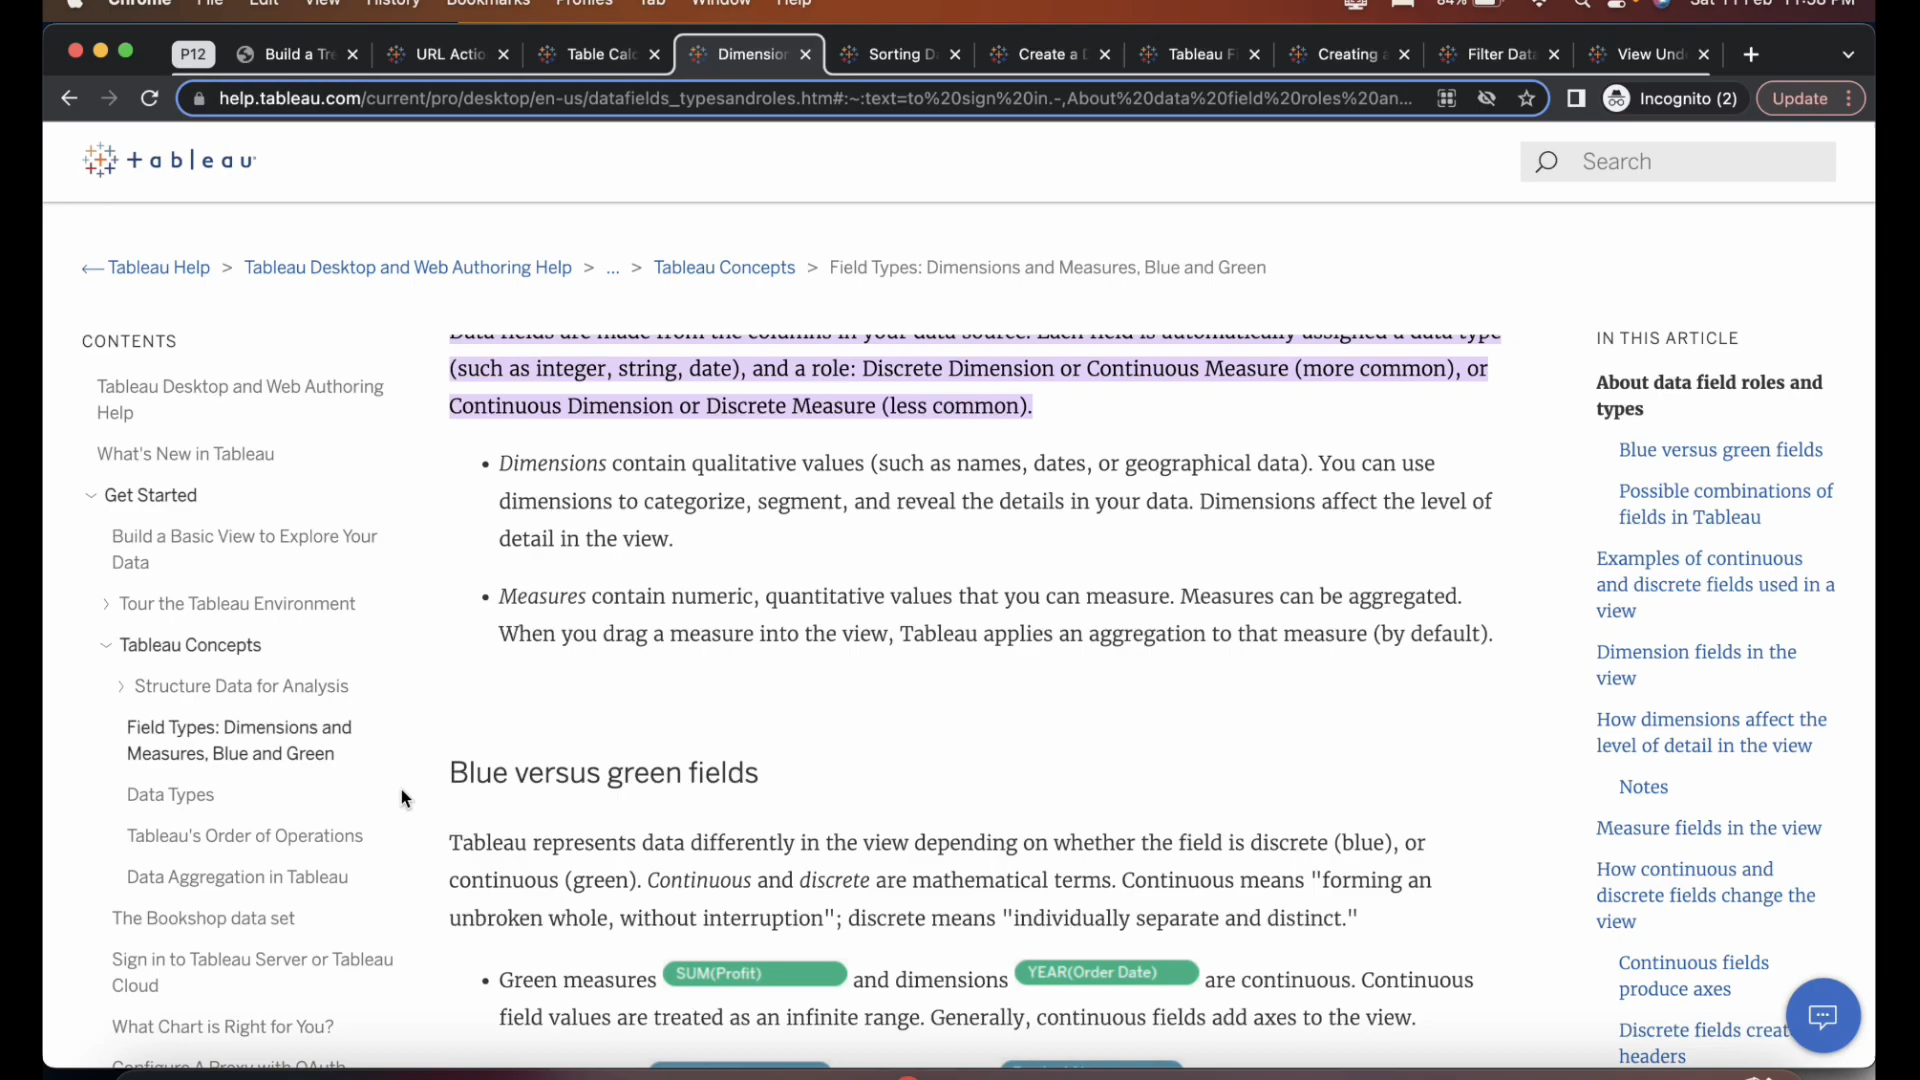 Chrome File Edit View History Bookmarks Profiles Tab Window Help 84% Sat 11 Feb 11:58 PM
P12 Build a Tre URL Actio Table Calc Dimension Sorting D Create a D Tableau F Creating a Filter Data View Und
help.tableau.com/current/pro/desktop/en-us/datafields_typesandroles.htm#:~:text=to%20sign%20in.-,About%20data%20field%20roles%20an... Incognito (2) Update
+ a b l e a u
Search
Tableau Help > Tableau Desktop and Web Authoring Help > ... > Tableau Concepts > Field Types: Dimensions and Measures, Blue and Green
CONTENTS
Tableau Desktop and Web Authoring
Help
What's New in Tableau
Get Started
Build a Basic View to Explore Your
Data
Tour the Tableau Environment
Tableau Concepts
Structure Data for Analysis
Field Types: Dimensions and
Measures, Blue and Green
Data Types
Tableau's Order of Operations
Data Aggregation in Tableau
The Bookshop data set
Sign in to Tableau Server or Tableau
Cloud
What Chart is Right for You?
Configure A Proxy with OAuth
Data fields are made from the columns in your data source. Each field is automatically assigned a data type
(such as integer, string, date), and a role: Discrete Dimension or Continuous Measure (more common), or
Continuous Dimension or Discrete Measure (less common).
• Dimensions contain qualitative values (such as names, dates, or geographical data). You can use
dimensions to categorize, segment, and reveal the details in your data. Dimensions affect the level of
detail in the view.
• Measures contain numeric, quantitative values that you can measure. Measures can be aggregated.
When you drag a measure into the view, Tableau applies an aggregation to that measure (by default).
Blue versus green fields
Tableau represents data differently in the view depending on whether the field is discrete (blue), or
continuous (green). Continuous and discrete are mathematical terms. Continuous means "forming an
unbroken whole, without interruption"; discrete means "individually separate and distinct."
• Green measures SUM(Profit) and dimensions YEAR(Order Date) are continuous. Continuous
field values are treated as an infinite range. Generally, continuous fields add axes to the view.
IN THIS ARTICLE
About data field roles and
types
Blue versus green fields
Possible combinations of
fields in Tableau
Examples of continuous
and discrete fields used in a
view
Dimension fields in the
view
How dimensions affect the
level of detail in the view
Notes
Measure fields in the view
How continuous and
discrete fields change the
view
Continuous fields
produce axes
Discrete fields creat
headers